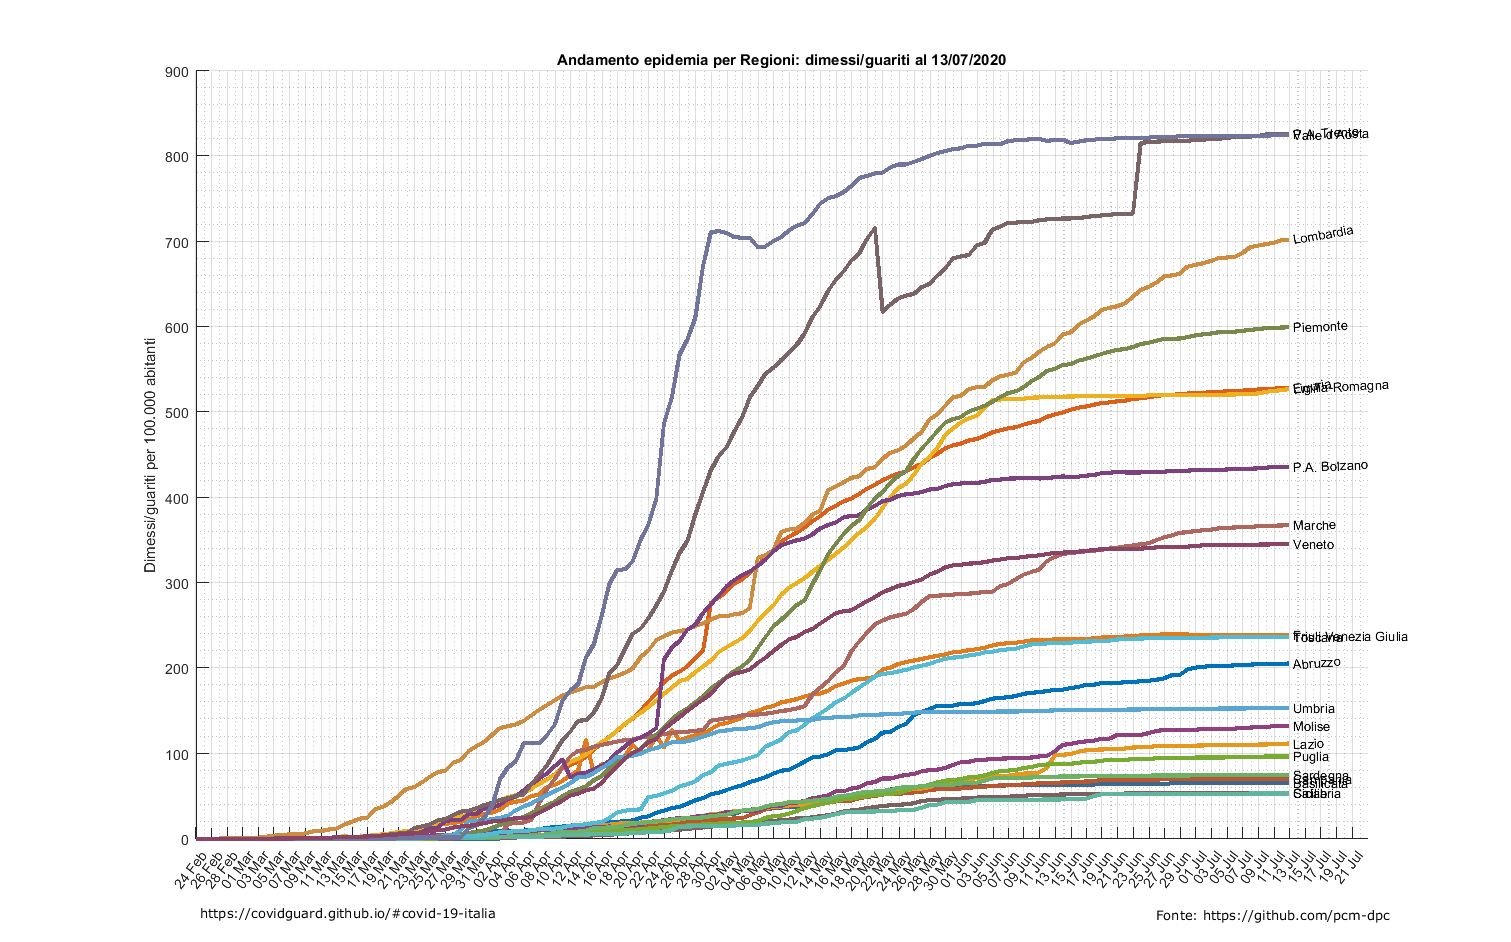 Andamento epidemia per Regioni: dimessi/guariti al 13/07/2020
Dimessi/guariti per 100.000 abitanti
900
800
700
600
500
400
300
200
100
0
P.A. Trento
Valle d'Aosta
Lombardia
Piemonte
Emilia-Romagna
P.A. Bolzano
Marche
Veneto
Friuli Venezia Giulia
Toscana
Abruzzo
Umbria
Molise
Lazio
Puglia
Sardegna
Basilicata
24 Feb
26 Feb
28 Feb
01 Mar
03 Mar
05 Mar
07 Mar
09 Mar
11 Mar
13 Mar
15 Mar
17 Mar
19 Mar
21 Mar
23 Mar
25 Mar
27 Mar
29 Mar
31 Mar
02 Apr
04 Apr
06 Apr
08 Apr
10 Apr
12 Apr
14 Apr
16 Apr
18 Apr
20 Apr
22 Apr
24 Apr
26 Apr
28 Apr
30 Apr
02 May
04 May
06 May
08 May
10 May
12 May
14 May
16 May
18 May
20 May
22 May
24 May
26 May
28 May
30 May
01 Jun
03 Jun
05 Jun
07 Jun
09 Jun
11 Jun
13 Jun
15 Jun
17 Jun
19 Jun
21 Jun
23 Jun
25 Jun
27 Jun
29 Jun
01 Jul
03 Jul
05 Jul
07 Jul
09 Jul
11 Jul
13 Jul
15 Jul
17 Jul
19 Jul
21 Jul
https://covidguard.github.io/#covid-19-italia
Fonte: https://github.com/pcm-dpc